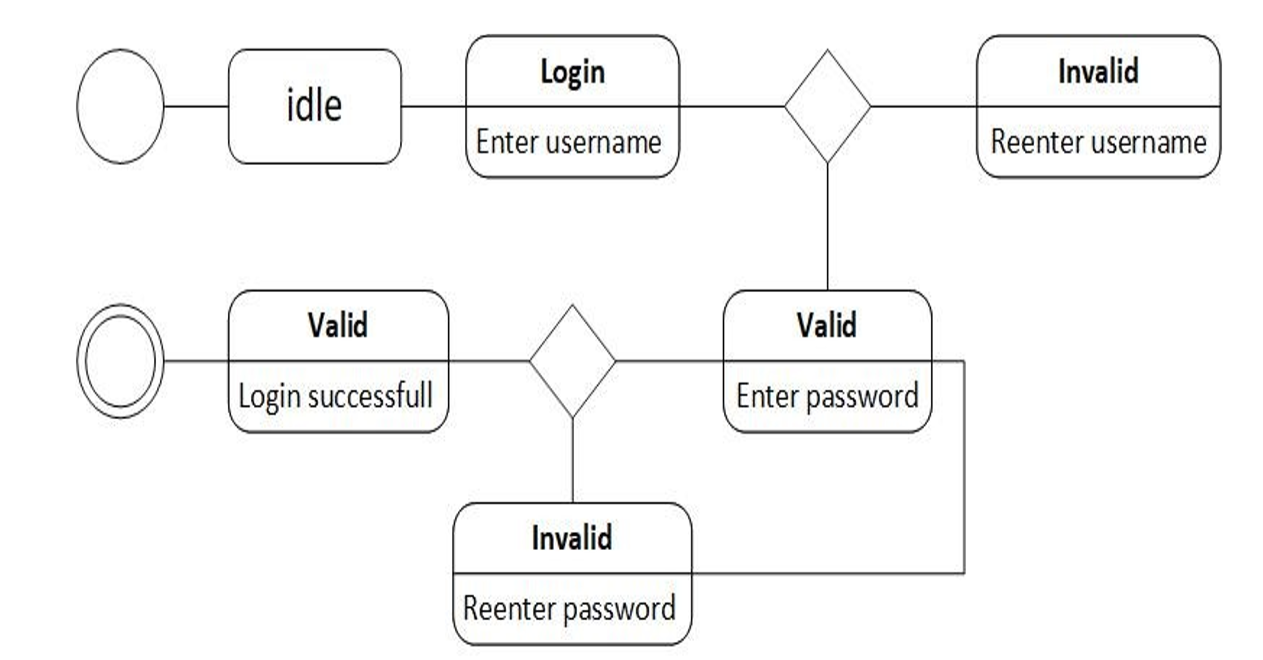 idle
Login
Enter username
Invalid
Reenter username
Valid
Login successfull
Valid
Enter password
Invalid
Reenter password